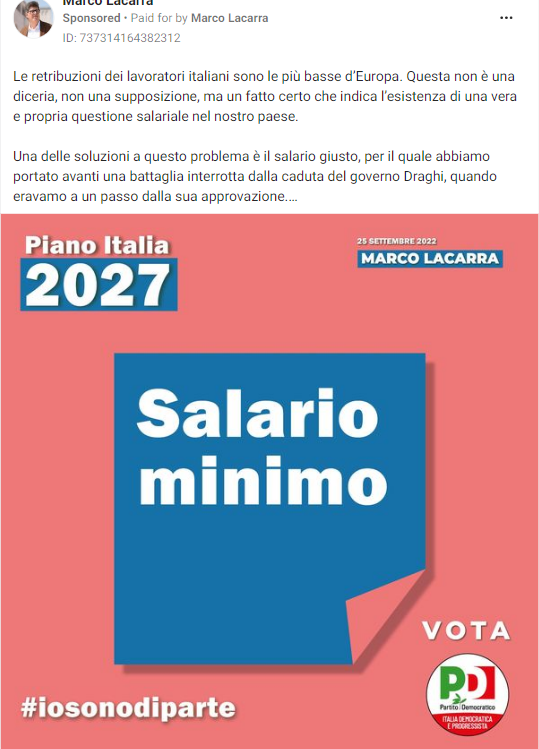 Marco Lacarra
Sponsored • Paid for by Marco Lacarra
ID: 737314164382312
Le retribuzioni dei lavoratori italiani sono le più basse d’Europa. Questa non è una
diceria, non una supposizione, ma un fatto certo che indica l’esistenza di una vera
e propria questione salariale nel nostro paese.
Una delle soluzioni a questo problema è il salario giusto, per il quale abbiamo
portato avanti una battaglia interrotta dalla caduta del governo Draghi, quando
eravamo a un passo dalla sua approvazione....
Piano Italia
2027
25 SETTEMBRE 2022
MARCO LACARRA
Salario
minimo
VOTA
PD
Partito Democratico
ITALIA DEMOCRATICA
E PROGRESSISTA
#iosonodiparte